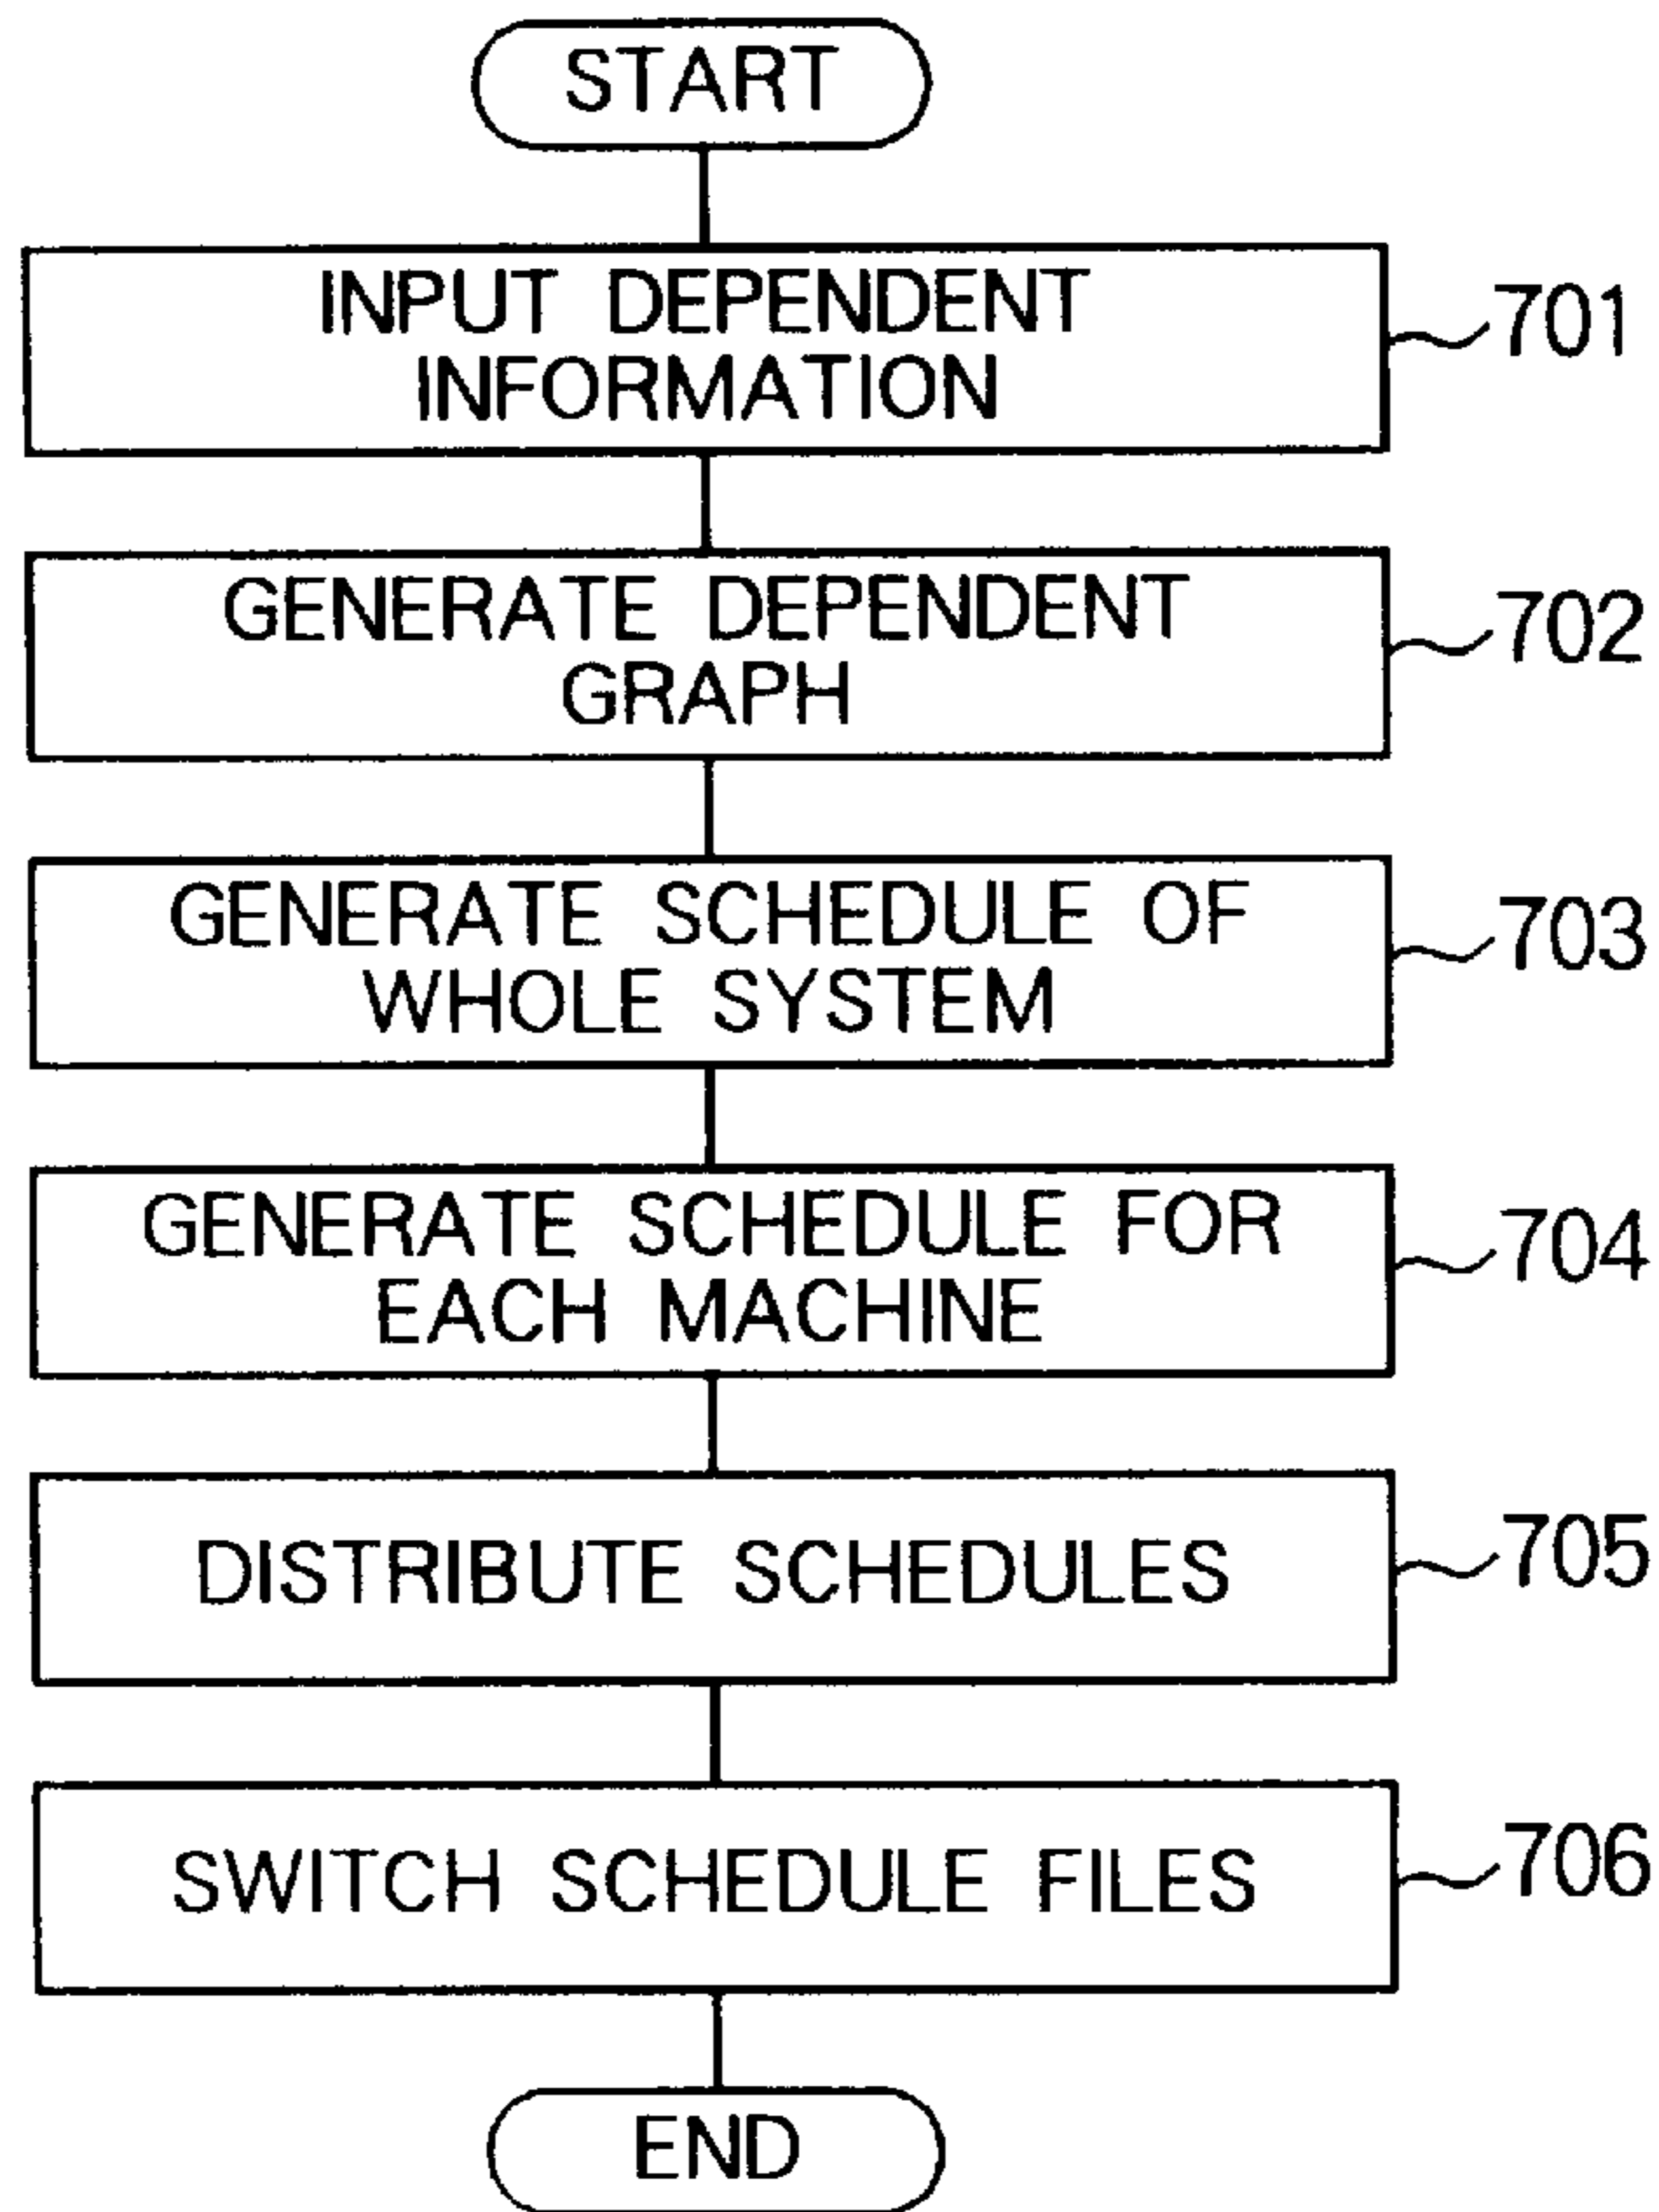 START
INPUT DEPENDENT
INFORMATION
701
GENERATE DEPENDENT
GRAPH
702
GENERATE SCHEDULE OF
WHOLE SYSTEM
703
GENERATE SCHEDULE FOR
EACH MACHINE
704
DISTRIBUTE SCHEDULES
705
SWITCH SCHEDULE FILES
706
END